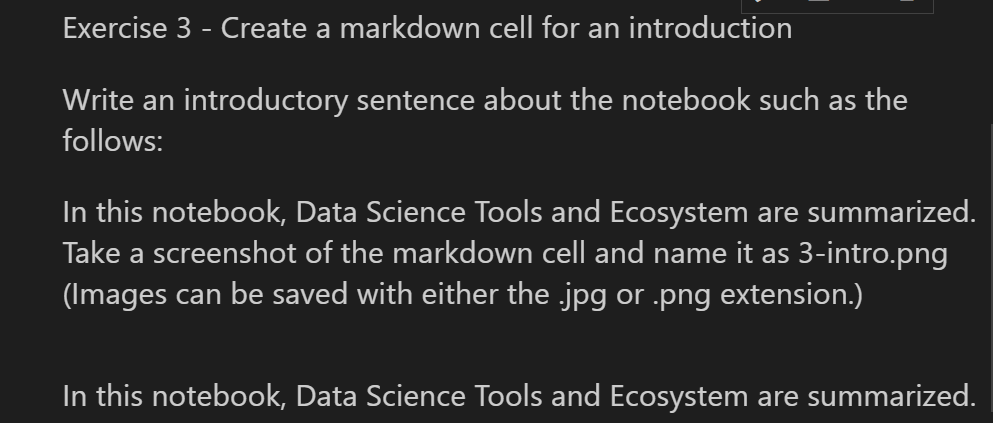 Exercise 3 - Create a markdown cell for an introduction
Write an introductory sentence about the notebook such as the
follows:
In this notebook, Data Science Tools and Ecosystem are summarized.
Take a screenshot of the markdown cell and name it as 3-intro.png
(Images can be saved with either the .jpg or .png extension.)
In this notebook, Data Science Tools and Ecosystem are summarized.